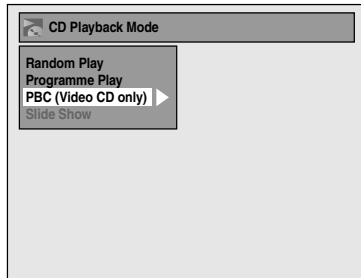 CD Playback Mode
Random Play
Programme Play
PBC (Video CD only)
Slide Show